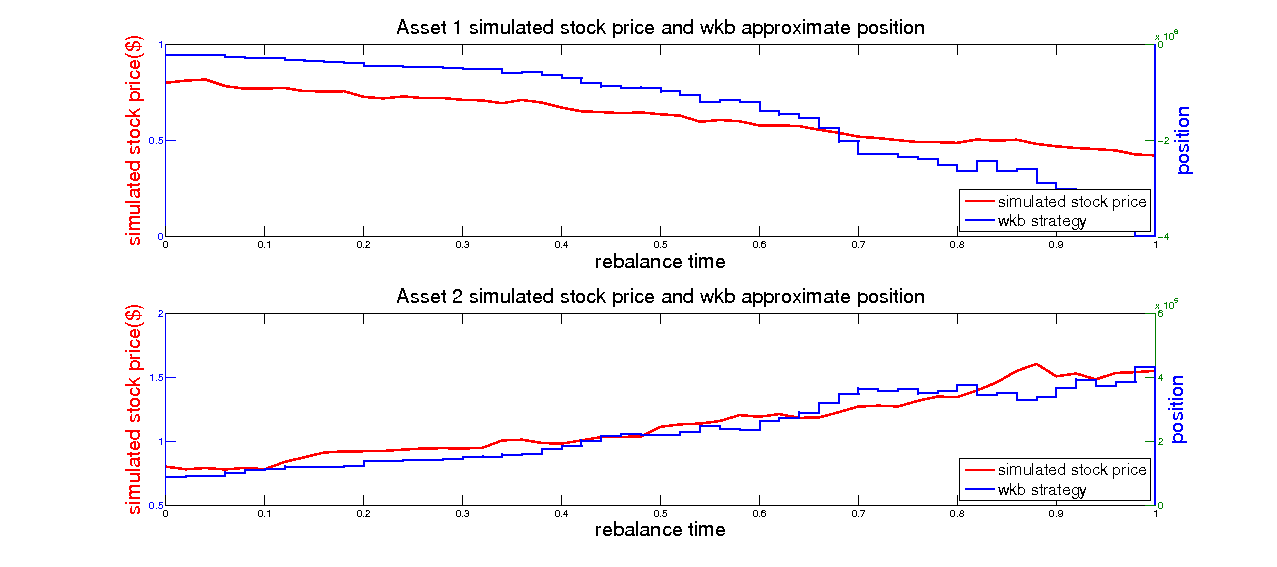 Asset 1 simulated stock price and wkb approximate position
x 10
simulated stock price($)
1
0.5
0
0
-2
-4
position
simulated stock price
wkb strategy
0 0.1 0.2 0.3 0.4 0.5 0.6 0.7 0.8 0.9 1
rebalance time
Asset 2 simulated stock price and wkb approximate position
x 10
simulated stock price($)
2
1.5
1
0.5
6
4
2
0
position
simulated stock price
wkb strategy
0 0.1 0.2 0.3 0.4 0.5 0.6 0.7 0.8 0.9 1
rebalance time